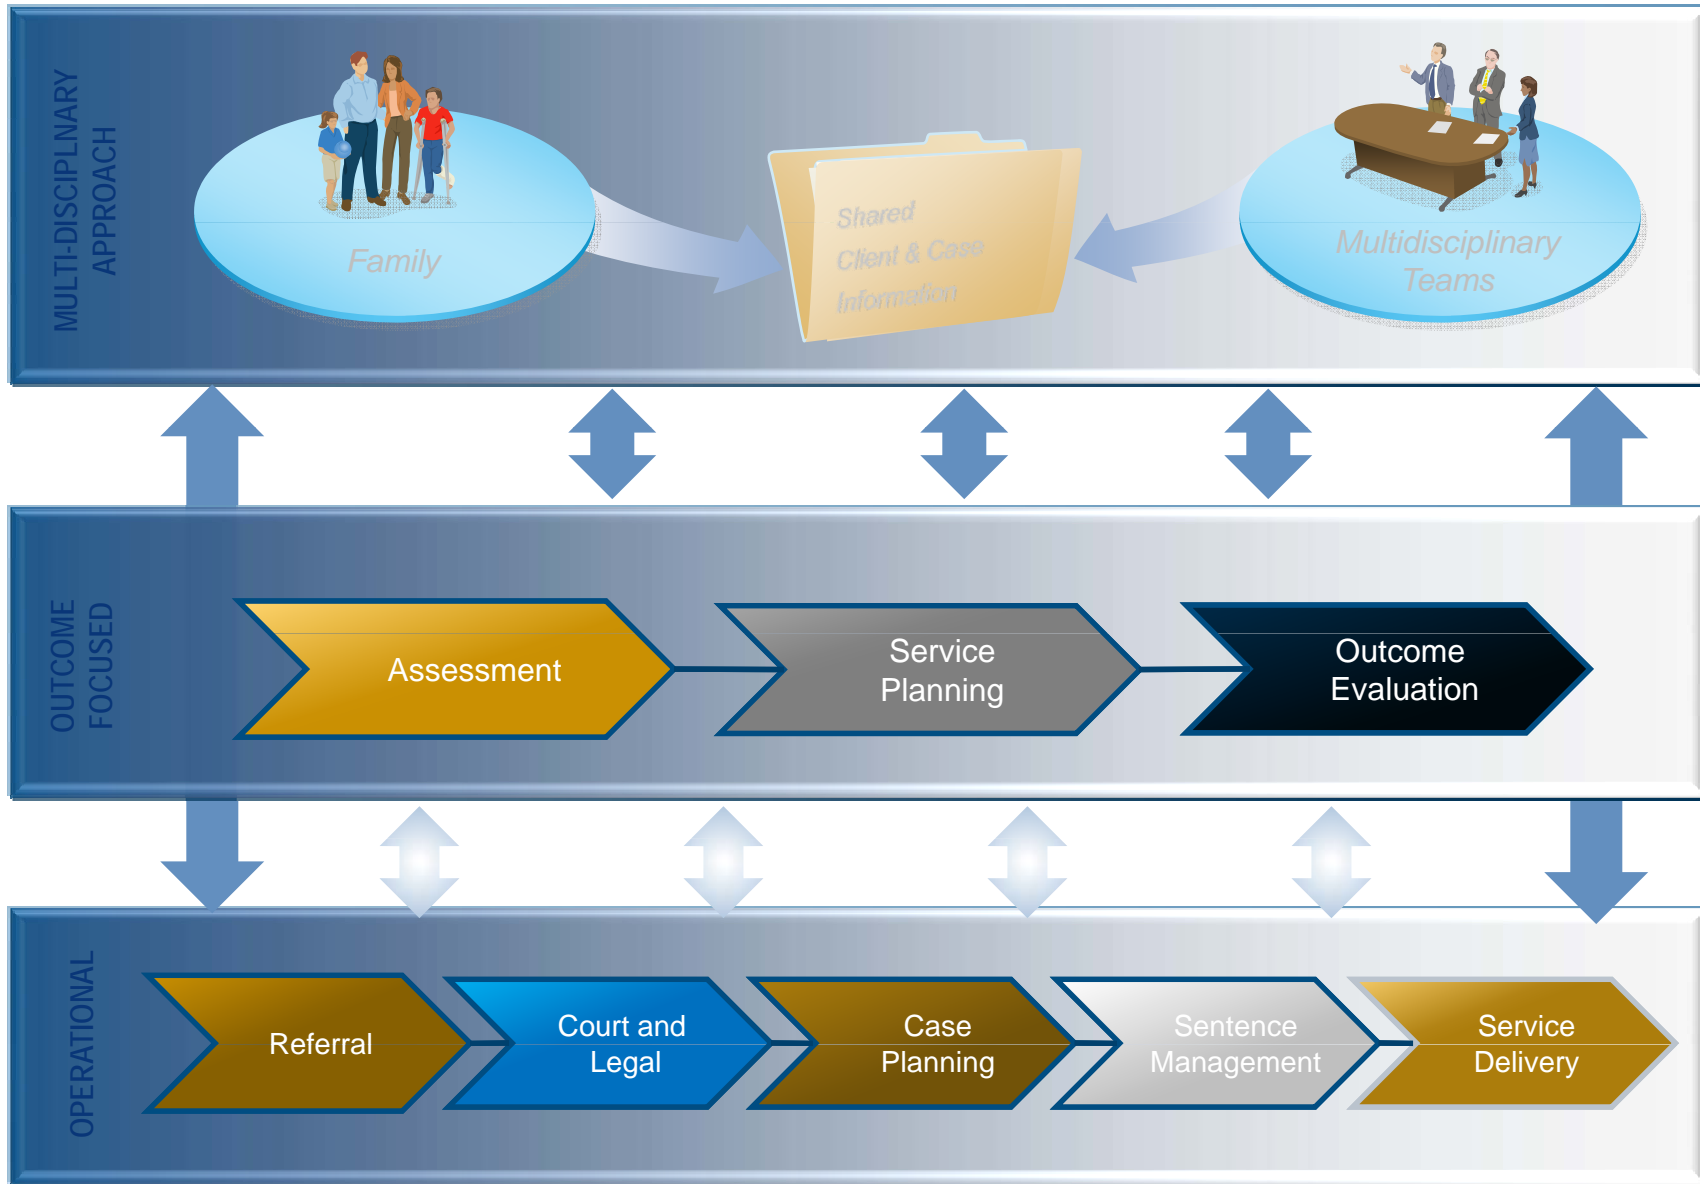 MULTI-DISCIPLNARY
APPROACH
Family
Shared
Client & Case
Information
Multidisciplinary
Teams
OUTCOME
FOCUSED
Assessment
Service
Planning
Outcome
Evaluation
OPERATIONAL
Referral
Court and
Legal
Case
Planning
Sentence
Management
Service
Delivery